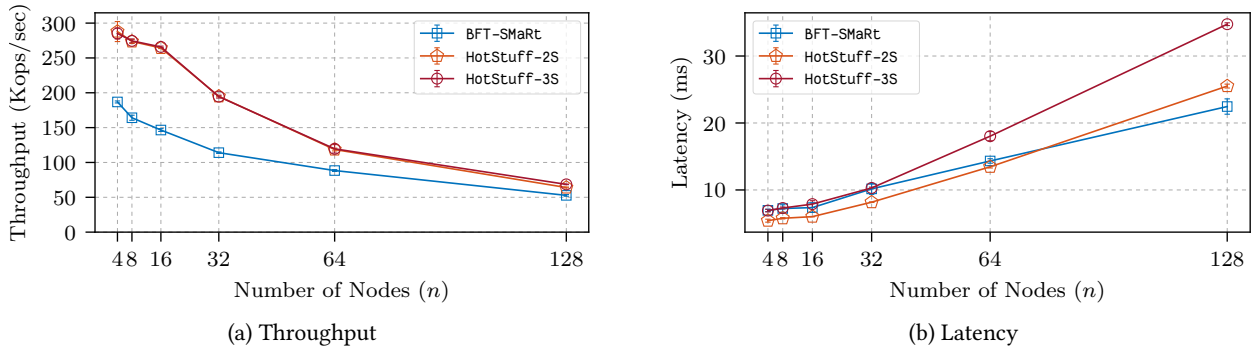 Throughput (Kops/sec)
300
250
200
150
100
50
0
BFT-SMaRt
HotStuff-2S
HotStuff-3S
4 8 16 32 64 128
Number of Nodes (n)
(a) Throughput
Latency (ms)
30
20
10
BFT-SMaRt
HotStuff-2S
HotStuff-3S
4 8 16 32 64 128
Number of Nodes (n)
(b) Latency